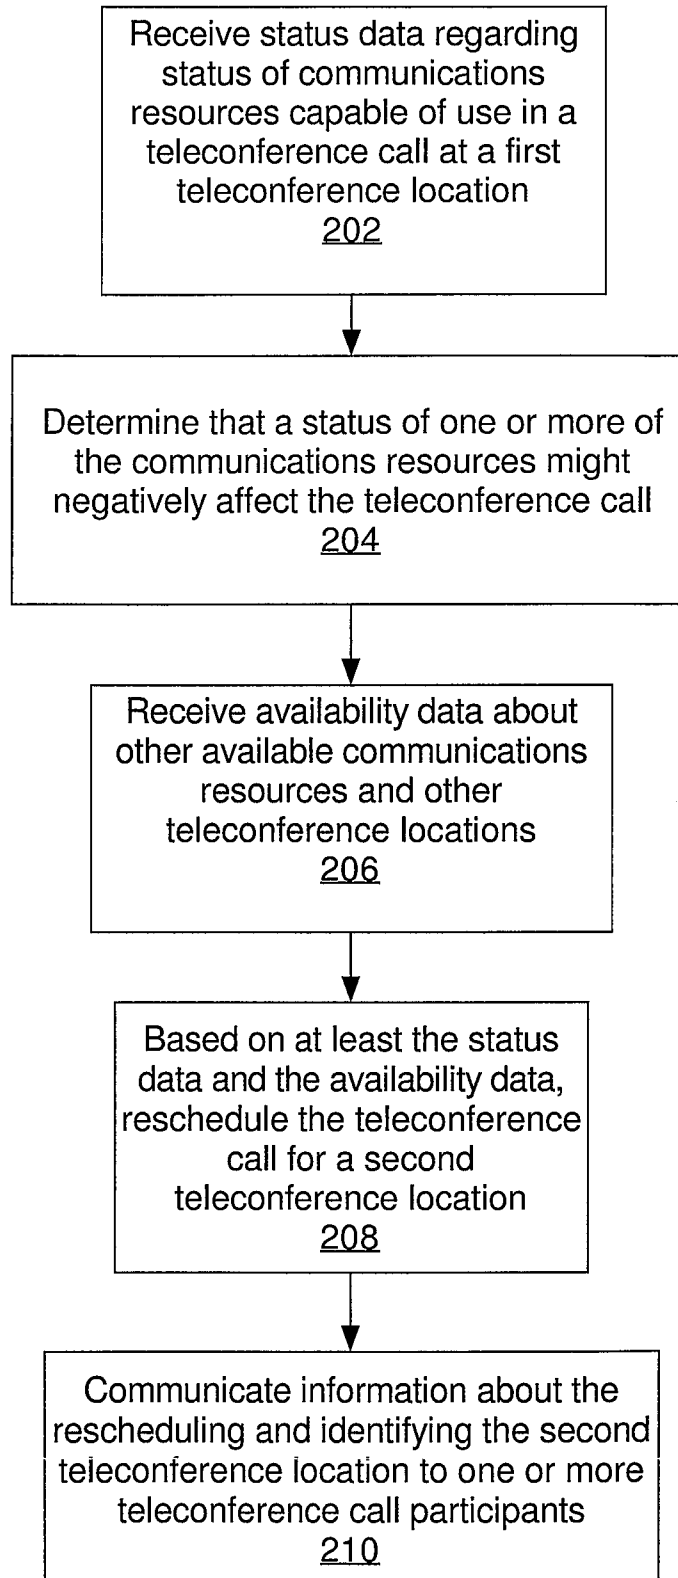 Receive status data regarding
status of communications
resources capable of use in a
teleconference call at a first
teleconference location
202
Determine that a status of one or more of
the communications resources might
negatively affect the teleconference call
204
Receive availability data about
other available communications
resources and other
teleconference locations
206
Based on at least the status
data and the availability data,
reschedule the teleconference
call for a second
teleconference location
208
Communicate information about the
rescheduling and identifying the second
teleconference location to one or more
teleconference call participants
210